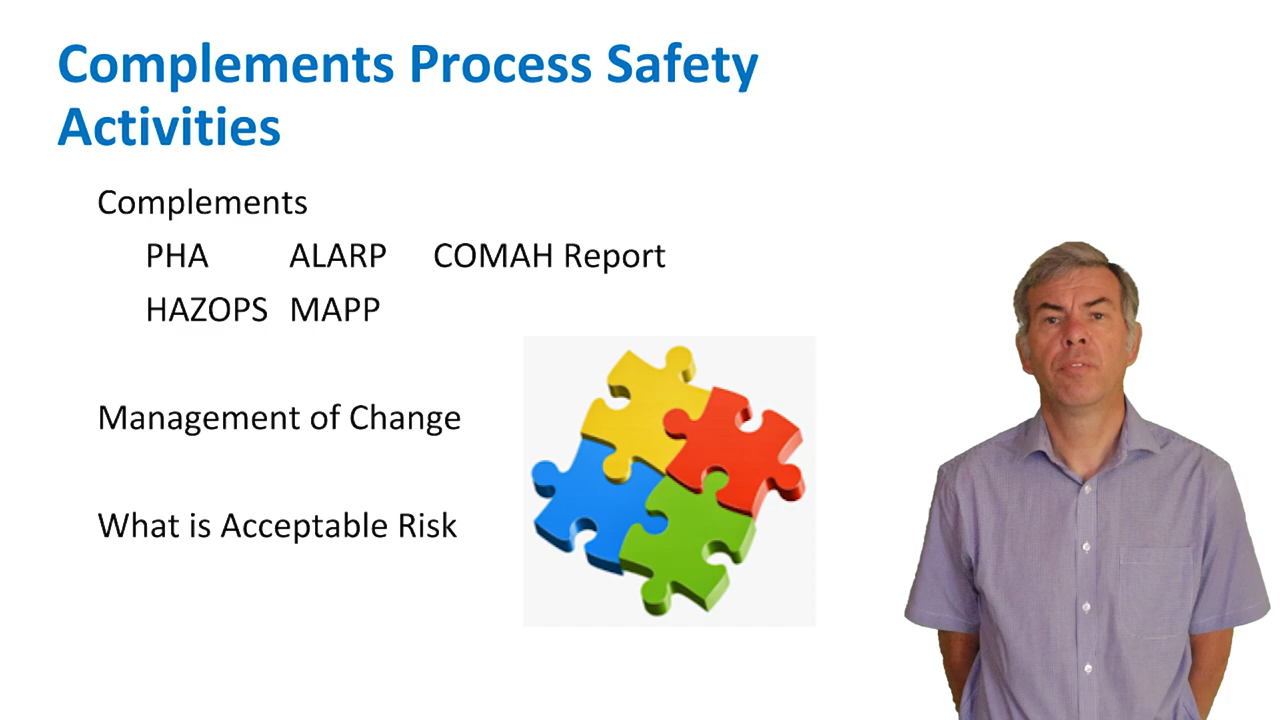 Complements Process Safety
Activities
Complements
PHA ALARP COMAH Report
HAZOPS MAPP
Management of Change
What is Acceptable Risk